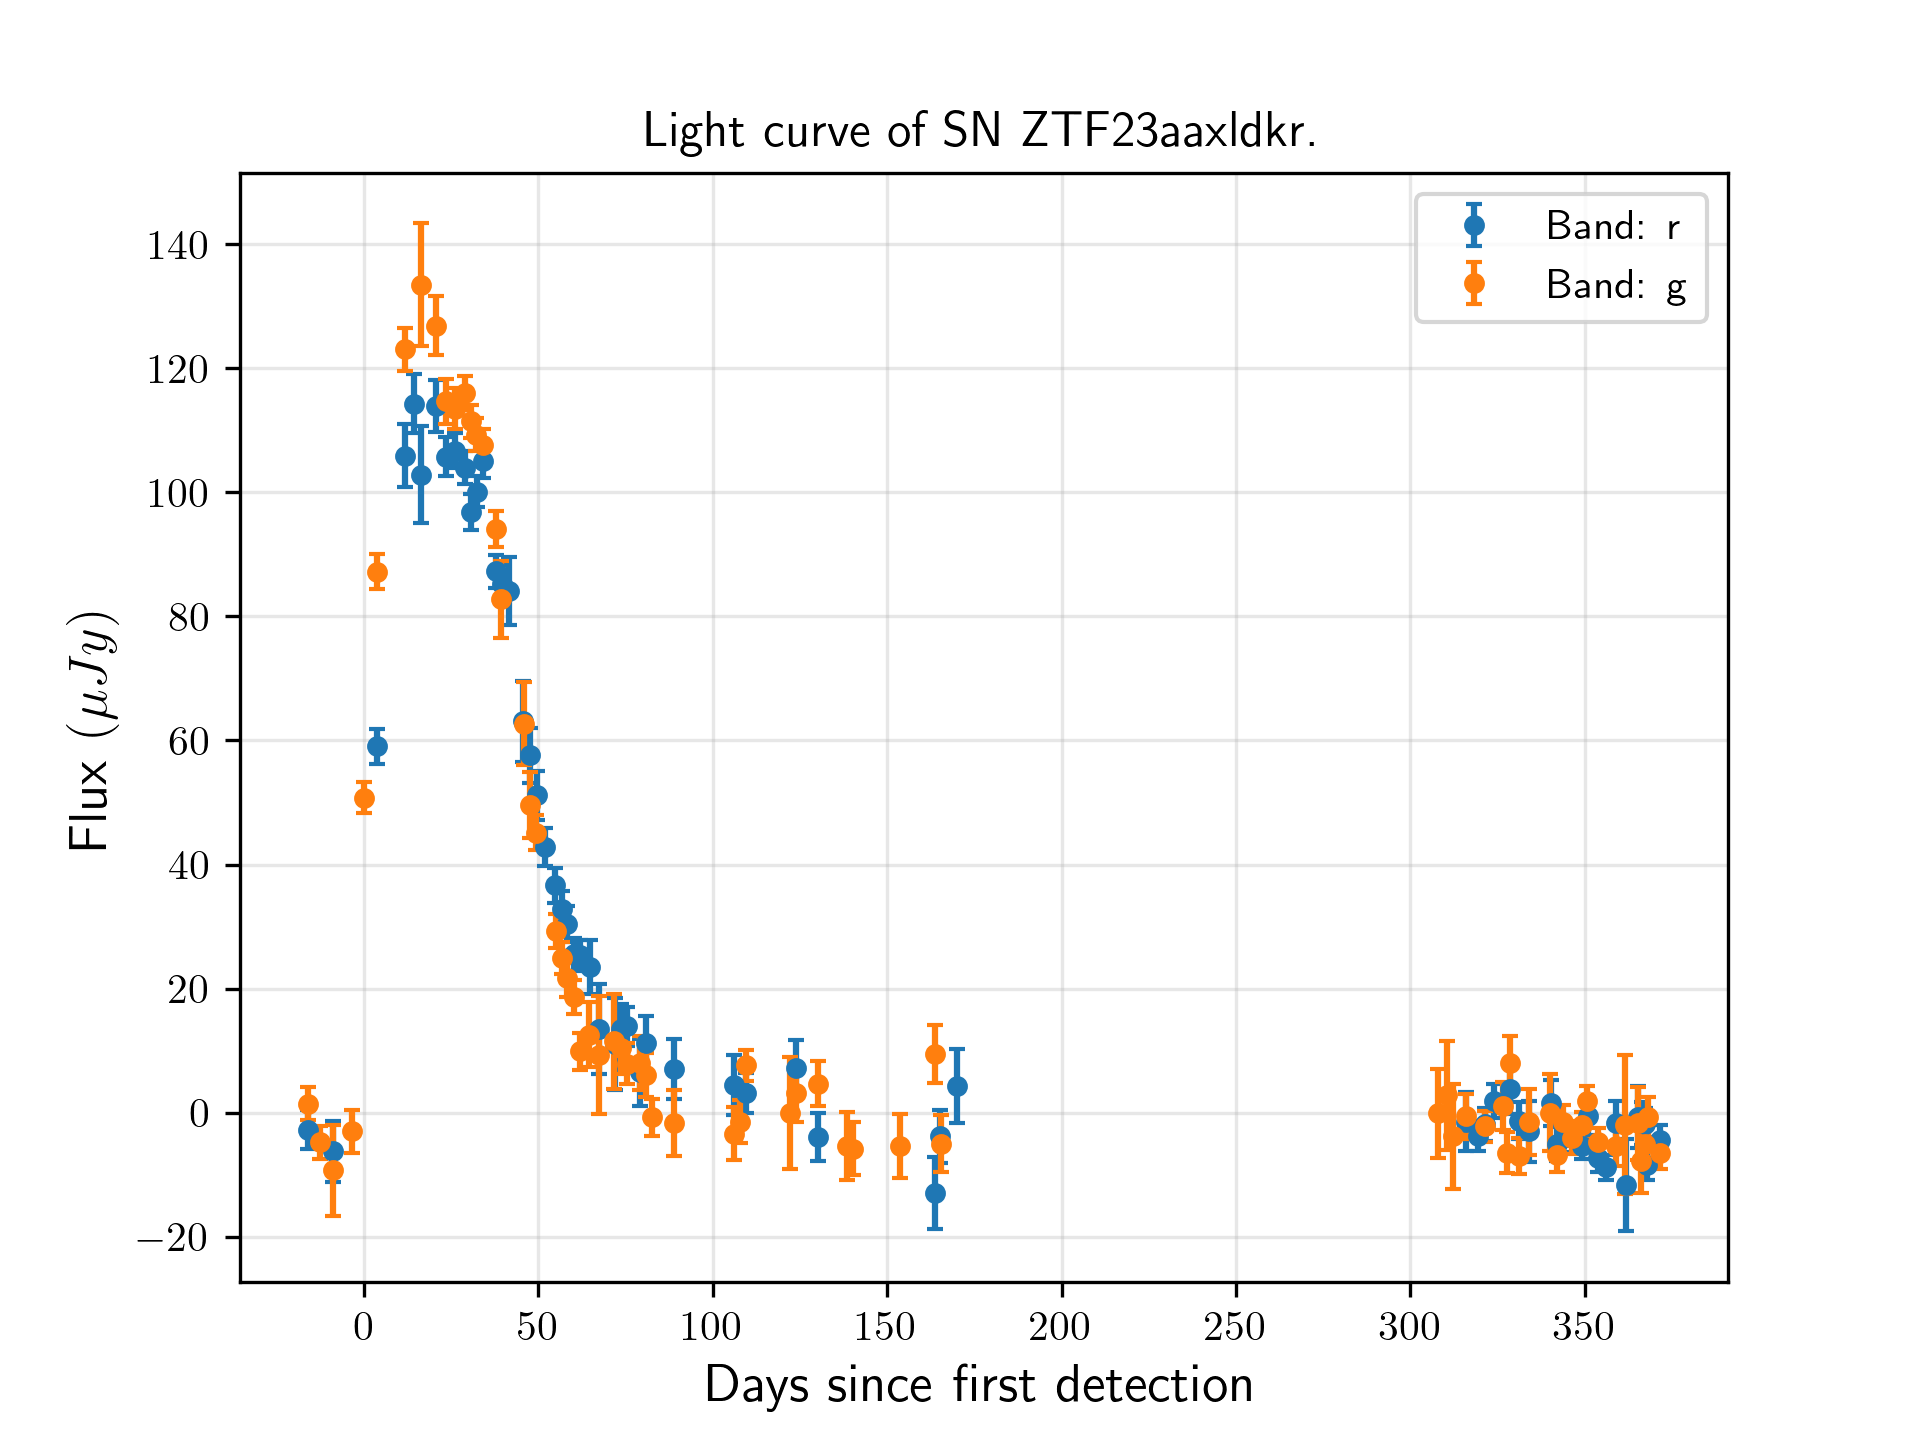 Light curve of SN ZTF23aaxldkr.
Band: r
Band: g
140
120
100
80
60
40
20
0
−20
Flux (μJy)
0 50 100 150 200 250 300 350
Days since first detection